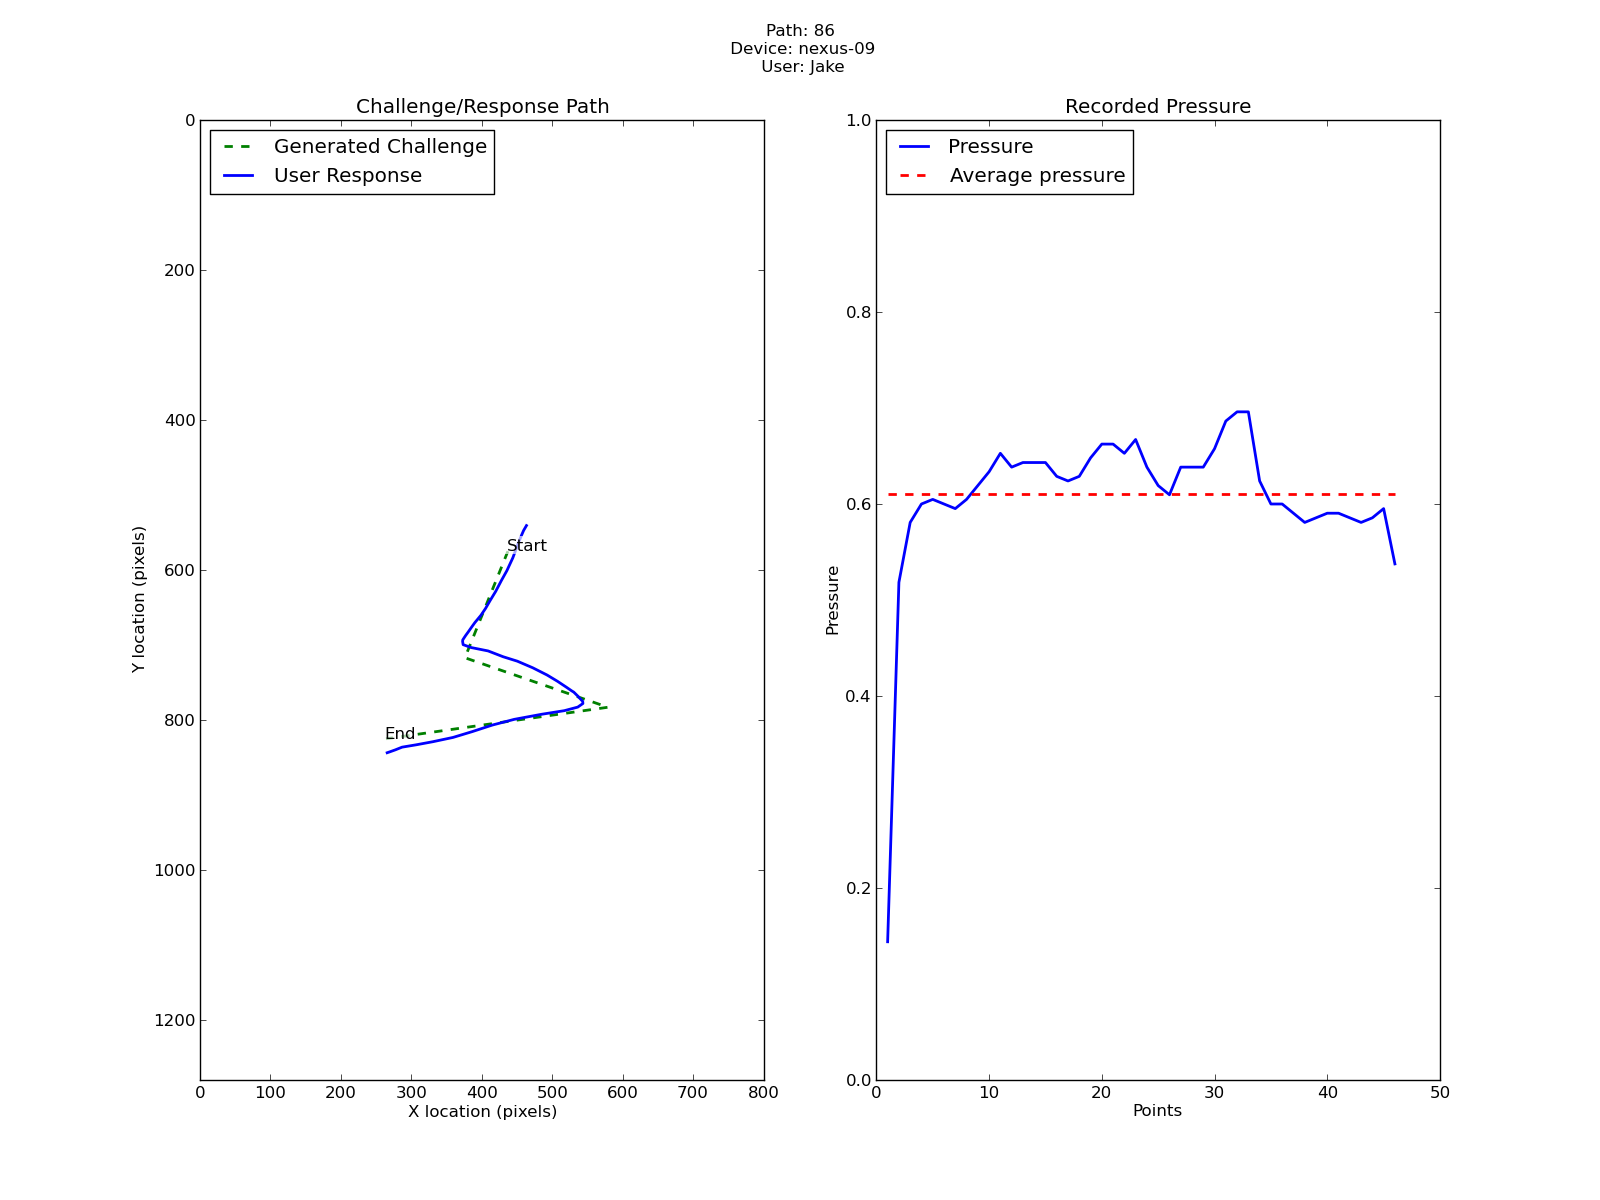 Path: 86
Device: nexus-09
User: Jake
Challenge/Response Path
Generated Challenge
User Response
0
200
400
600
800
1000
1200
Y location (pixels)
Start
End
0 100 200 300 400 500 600 700 800
X location (pixels)
Recorded Pressure
Pressure
Average pressure
1.0
0.8
0.6
0.4
0.2
0.0
Pressure
0 10 20 30 40 50
Points